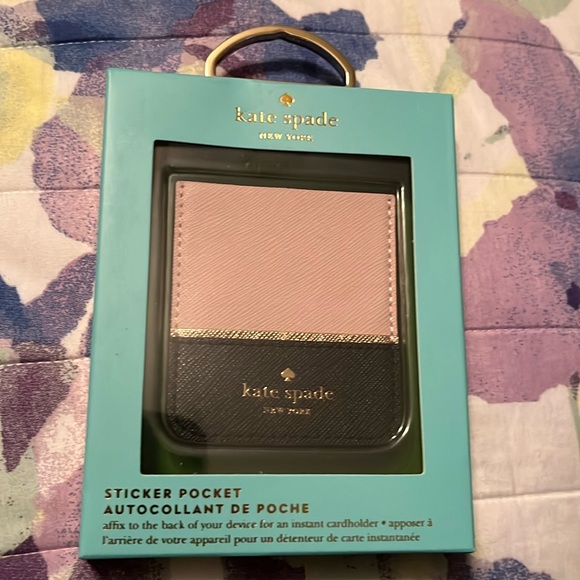 kate spade
NEW YORK
kate spade
NEW YORK
STICKER POCKET
AUTOCOLLANT DE POCHE
affix to the back of your device for an instant cardholder • apposer à
l'arrière de votre appareil pour un détenteur de carte instantanée